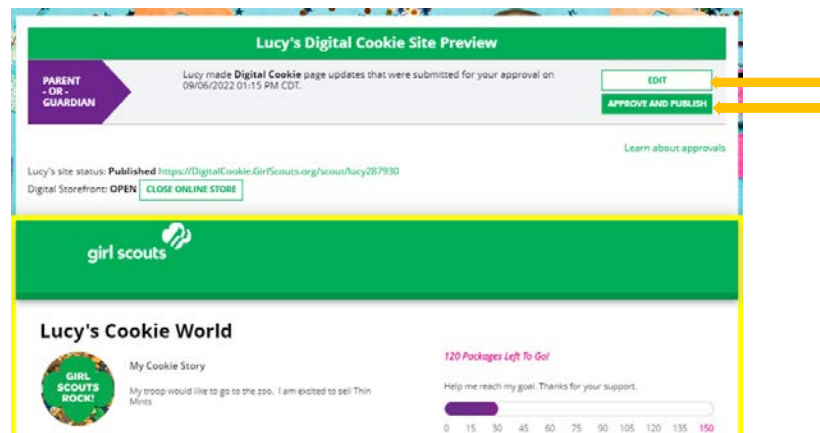 Lucy's Digital Cookie Site Preview
PARENT
- OR -
GUARDIAN
Lucy made Digital Cookie page updates that were submitted for your approval on
09/06/2022 01:15 PM CDT.
EDIT
APPROVE AND PUBLISH
Learn about approvals
Lucy's site status: Published https://DigitalCookie.GirlScouts.org/scout/lucy287930
Digital Storefront: OPEN CLOSE ONLINE STORE
girl scouts
Lucy's Cookie World
GIRL
SCOUTS
ROCK!
My Cookie Story
My troop would like to go to the zoo. I am excited to sell Thin
Mints
120 Packages Left To Go!
Help me reach my goal. Thanks for your support.
0 15 30 45 60 75 90 105 120 135 150